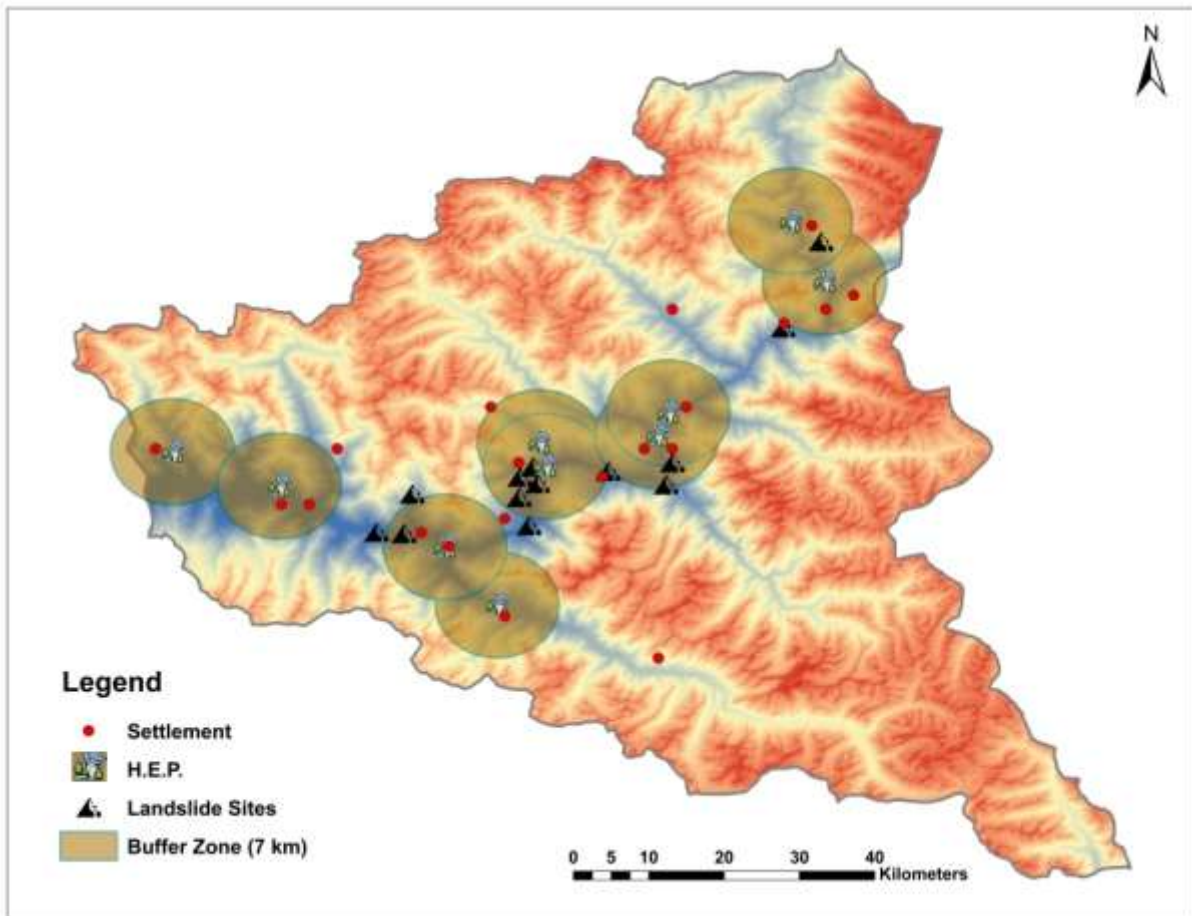 N
Legend
Settlement
H.E.P.
Landslide Sites
Buffer Zone (7 km)
0 5 10 20 30 40
Kilometers